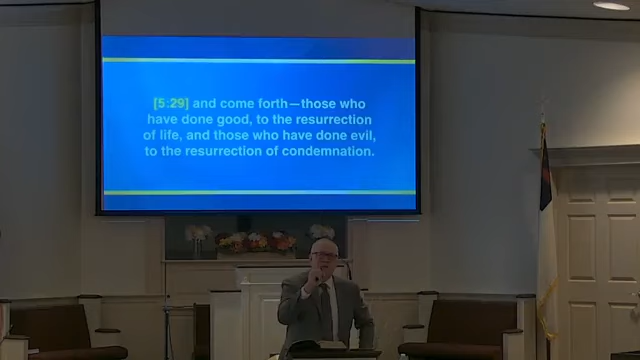 [5:29] and come forth—those who
have done good, to the resurrection
of life, and those who have done evil,
to the resurrection of condemnation.